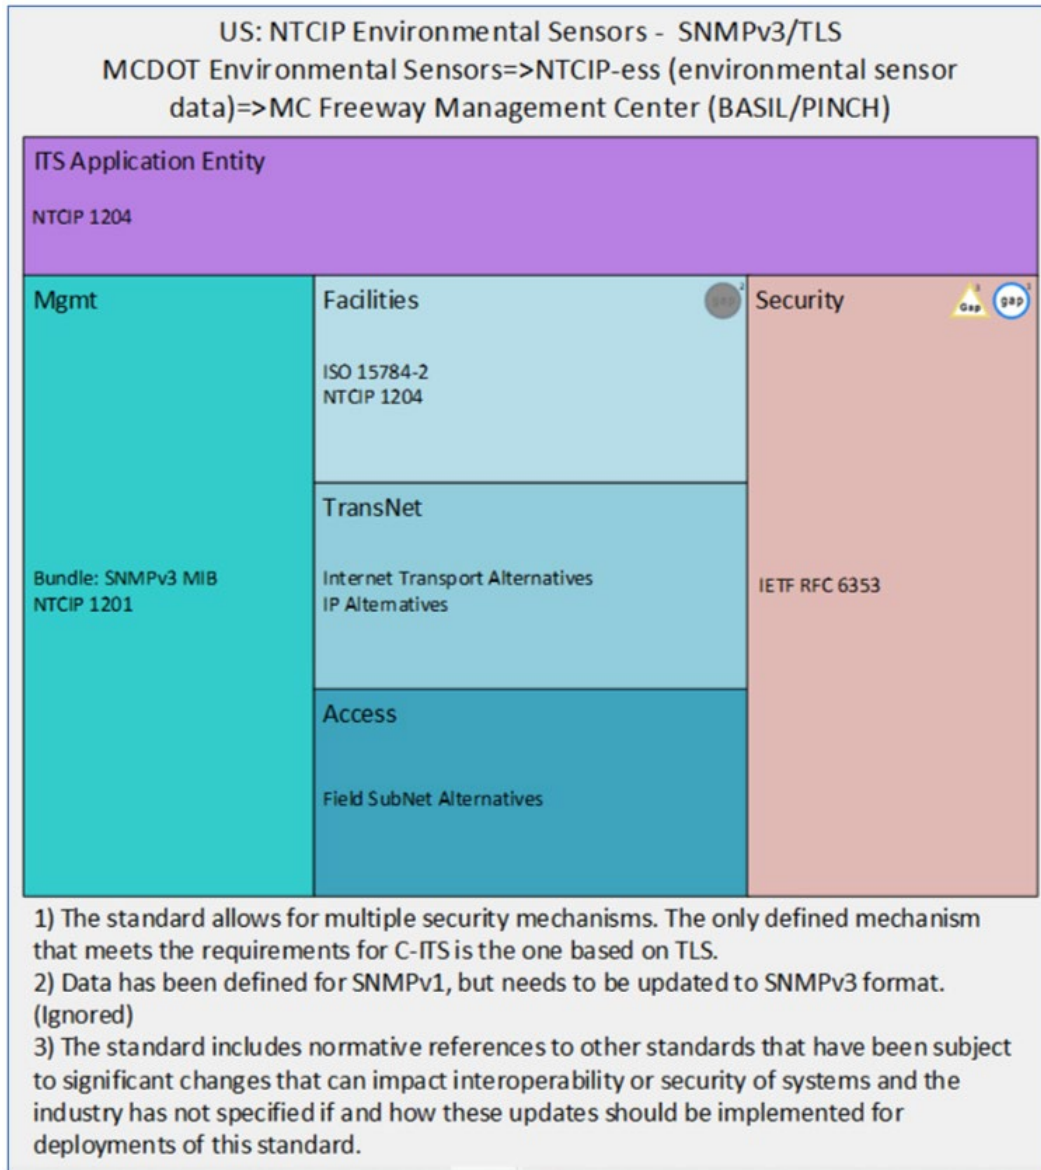 US: NTCIP Environmental Sensors - SNMPv3/TLS
MCDOT Environmental Sensors=>NTCIP-ess (environmental sensor
data)=>MC Freeway Management Center (BASIL/PINCH)
ITS Application Entity
NTCIP 1204
Mgmt
Bundle: SNMPv3 MIB
NTCIP 1201
Facilities
gap 2
ISO 15784-2
NTCIP 1204
TransNet
Internet Transport Alternatives
IP Alternatives
Access
Field SubNet Alternatives
Security
Gap 3
gap 1
IETF RFC 6353
1) The standard allows for multiple security mechanisms. The only defined mechanism
that meets the requirements for C-ITS is the one based on TLS.
2) Data has been defined for SNMPv1, but needs to be updated to SNMPv3 format.
(Ignored)
3) The standard includes normative references to other standards that have been subject
to significant changes that can impact interoperability or security of systems and the
industry has not specified if and how these updates should be implemented for
deployments of this standard.